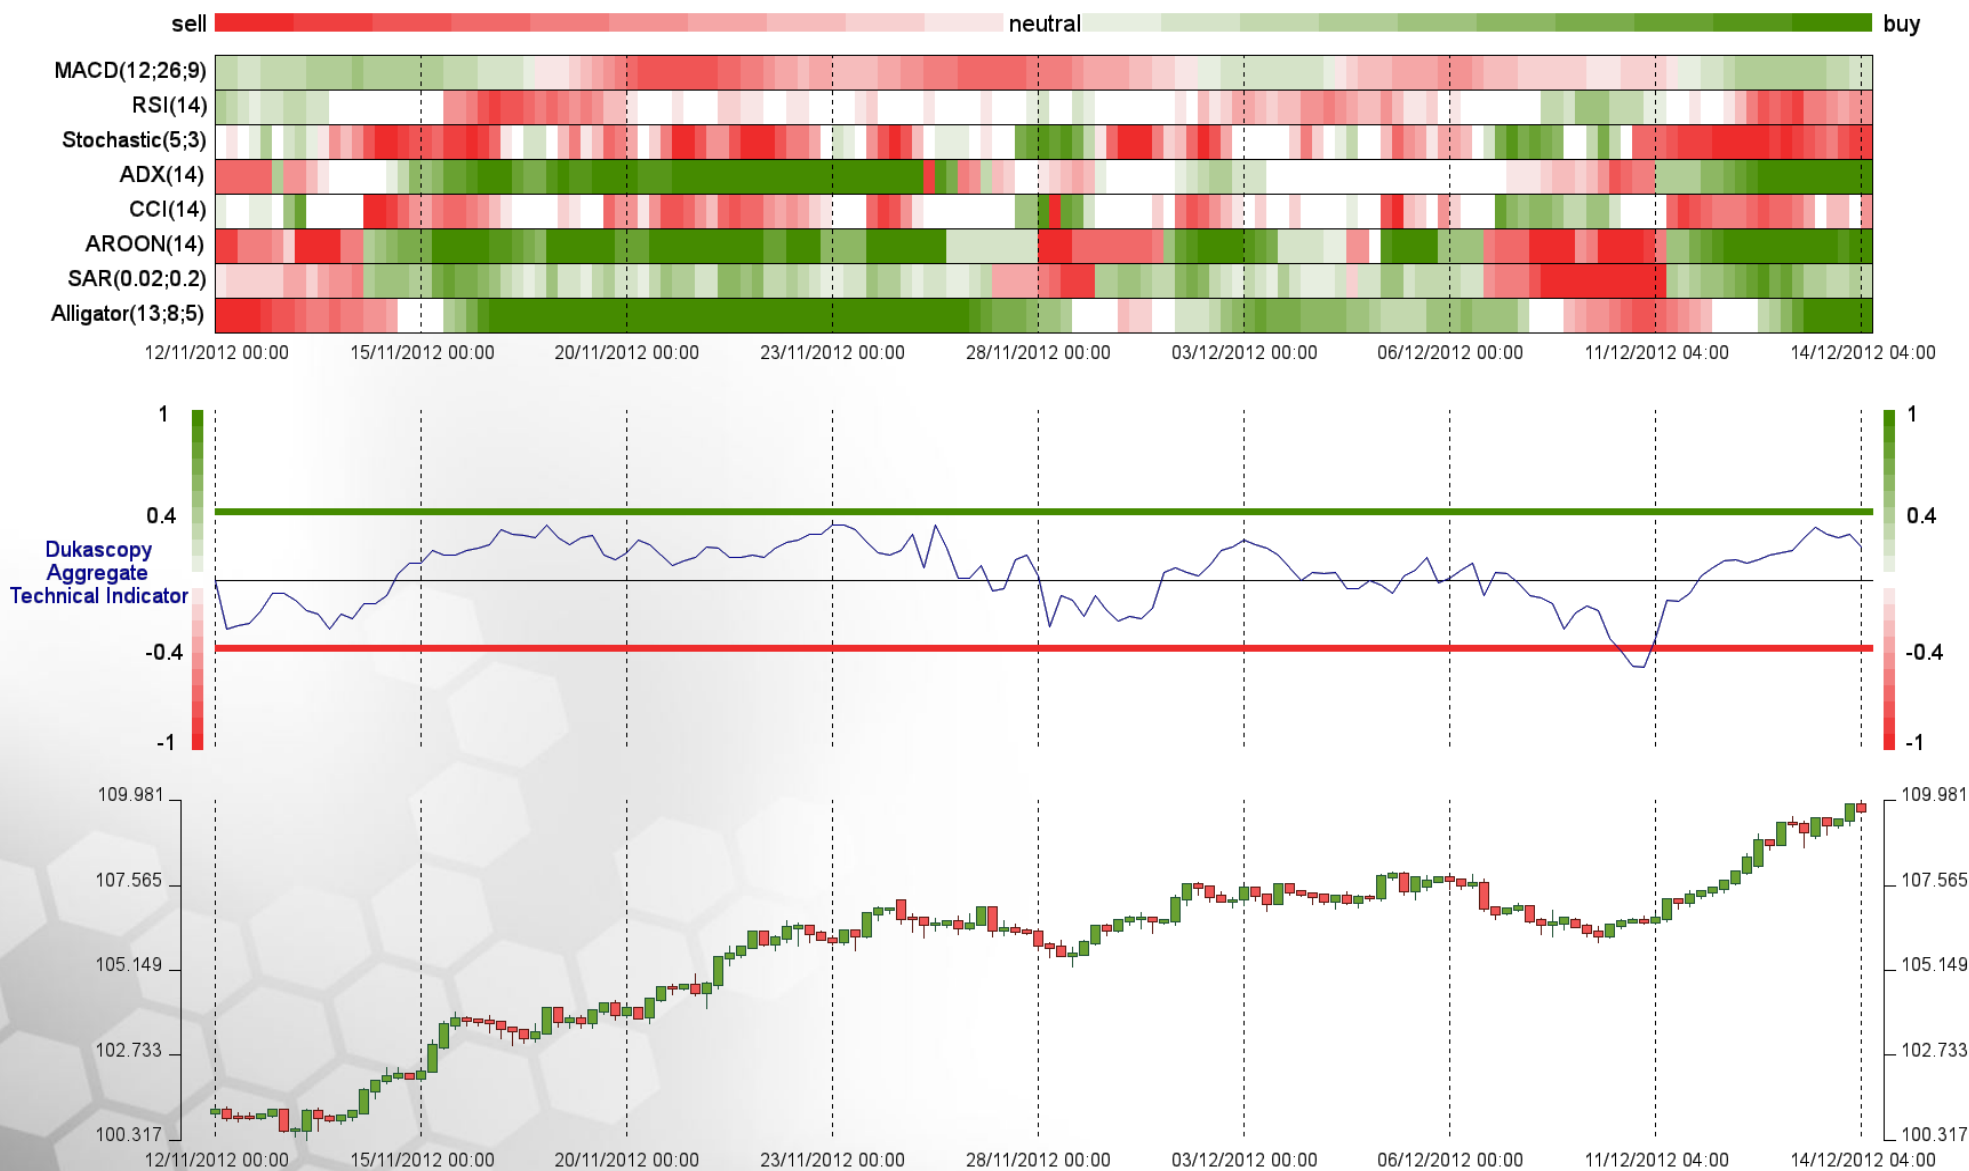 sell neutral buy
MACD(12;26;9)
RSI(14)
Stochastic(5;3)
ADX(14)
CCI(14)
AROON(14)
SAR(0.02;0.2)
Alligator(13;8;5)
12/11/2012 00:00 15/11/2012 00:00 20/11/2012 00:00 23/11/2012 00:00 28/11/2012 00:00 03/12/2012 00:00 06/12/2012 00:00 11/12/2012 04:00 14/12/2012 04:00
1 1
0.4 0.4
Dukascopy
Aggregate
Technical Indicator
-0.4 -0.4
-1 -1
109.981 109.981
107.565 107.565
105.149 105.149
102.733 102.733
100.317 100.317
12/11/2012 00:00 15/11/2012 00:00 20/11/2012 00:00 23/11/2012 00:00 28/11/2012 00:00 03/12/2012 00:00 06/12/2012 00:00 11/12/2012 04:00 14/12/2012 04:00